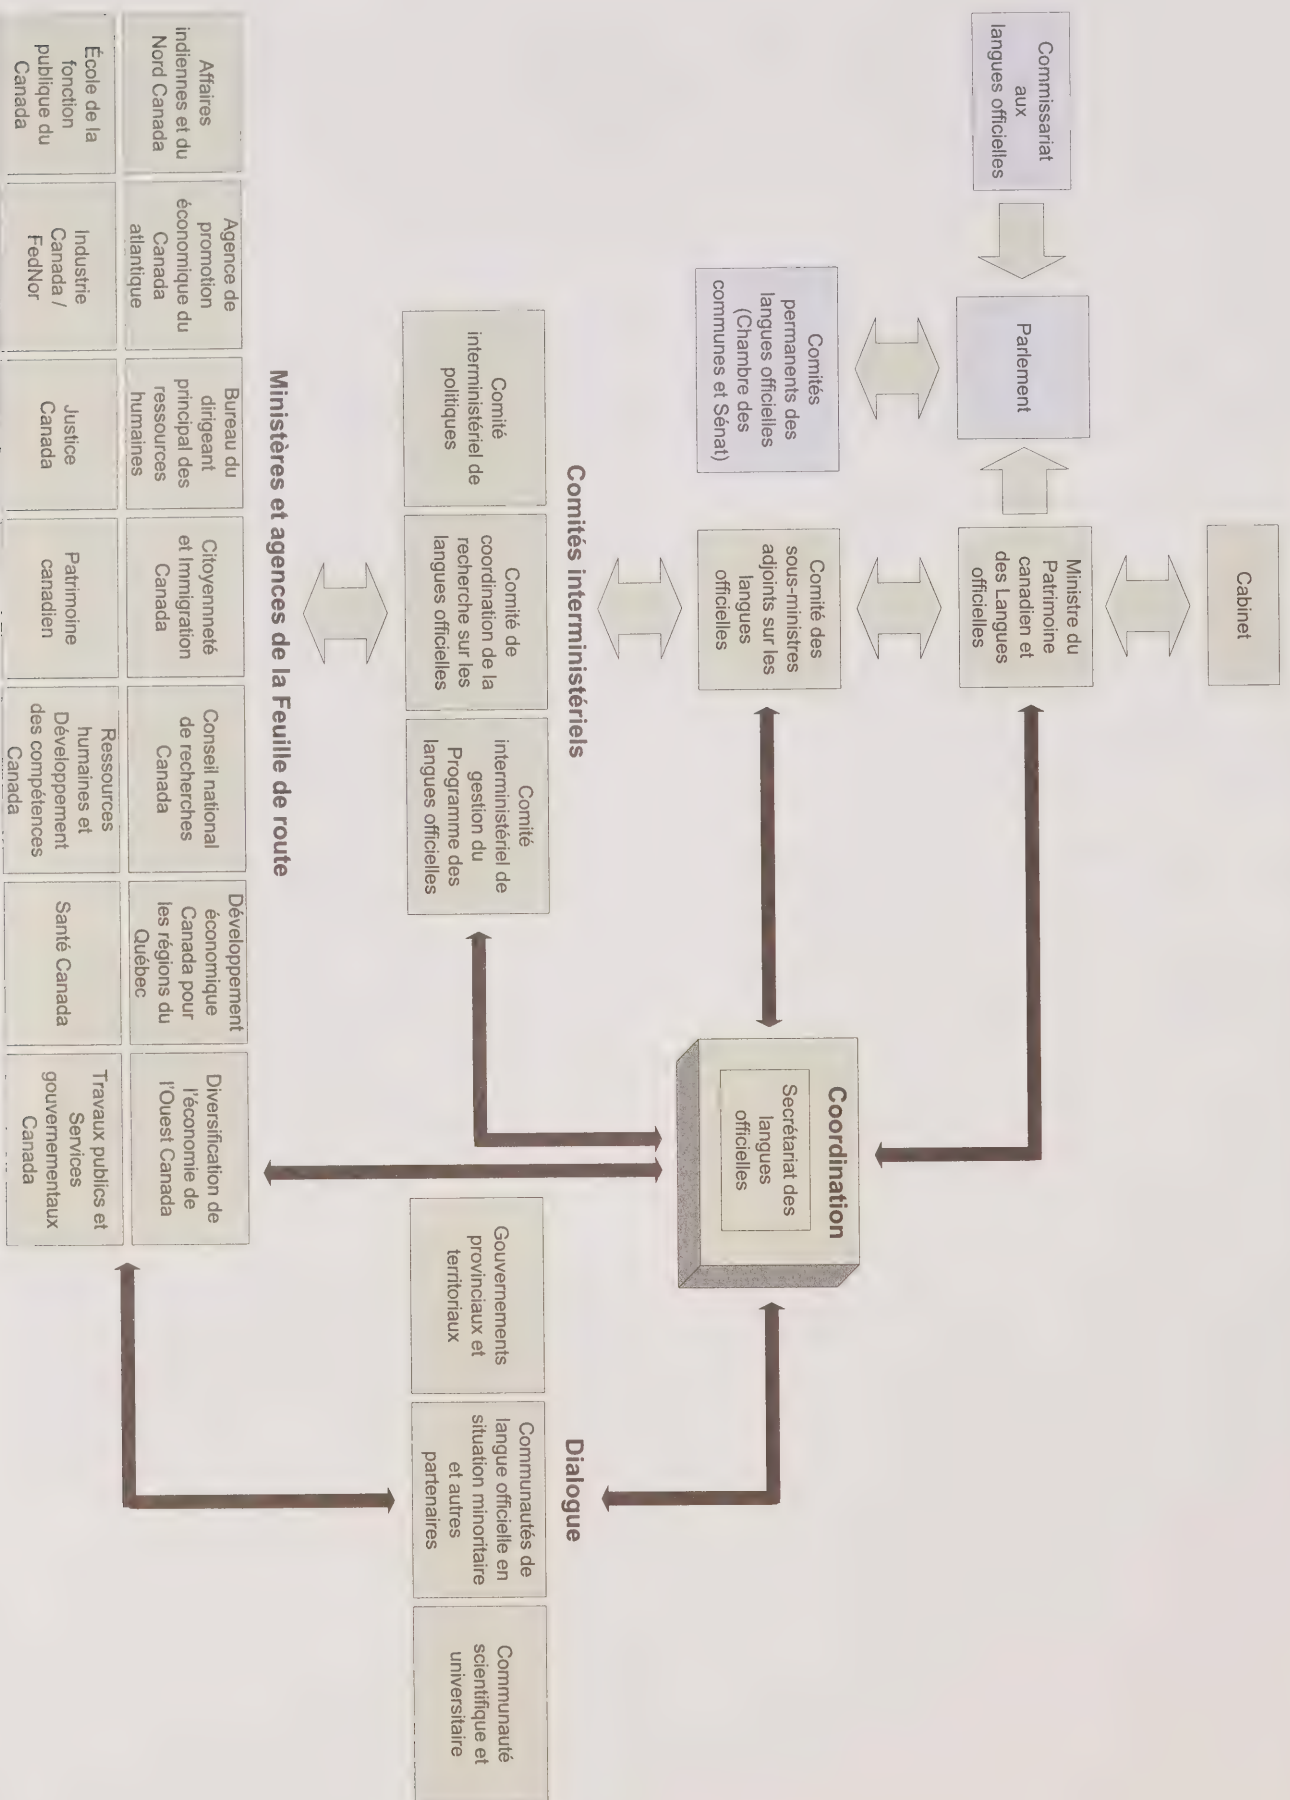 Cabinet
Commissariat
aux
langues officielles
Parlement
Ministre du
Patrimoine
canadien et
des Langues
officielles
Comités
permanents des
langues officielles
(Chambre des
communes et Sénat)
Comité des
sous-ministres
adjoints sur les
langues
officielles
Coordination
Secrétariat des
langues
officielles
Comités interministériels
Comité
interministériel de
politiques
Comité de
coordination de la
recherche sur les
langues officielles
Comité
interministériel de
gestion du
Programme des
langues officielles
Dialogue
Gouvernements
provinciaux et
territoriaux
Communautés de
langue officielle en
situation minoritaire
et autres
partenaires
Communauté
scientifique et
universitaire
Ministères et agences de la Feuille de route
Affaires
indiennes et du
Nord Canada
Agence de
promotion
économique du
Canada
atlantique
Bureau du
dirigeant
principal des
ressources
humaines
Citoyennneté
et Immigration
Canada
Conseil national
de recherches
Canada
Développement
économique
Canada pour
les régions du
Québec
Diversification de
l'économie de
l'Ouest Canada
École de la
fonction
publique du
Canada
Industrie
Canada /
FedNor
Justice
Canada
Patrimoine
canadien
Ressources
humaines et
Développement
des compétences
Canada
Santé Canada
Travaux publics et
Services
gouvernementaux
Canada